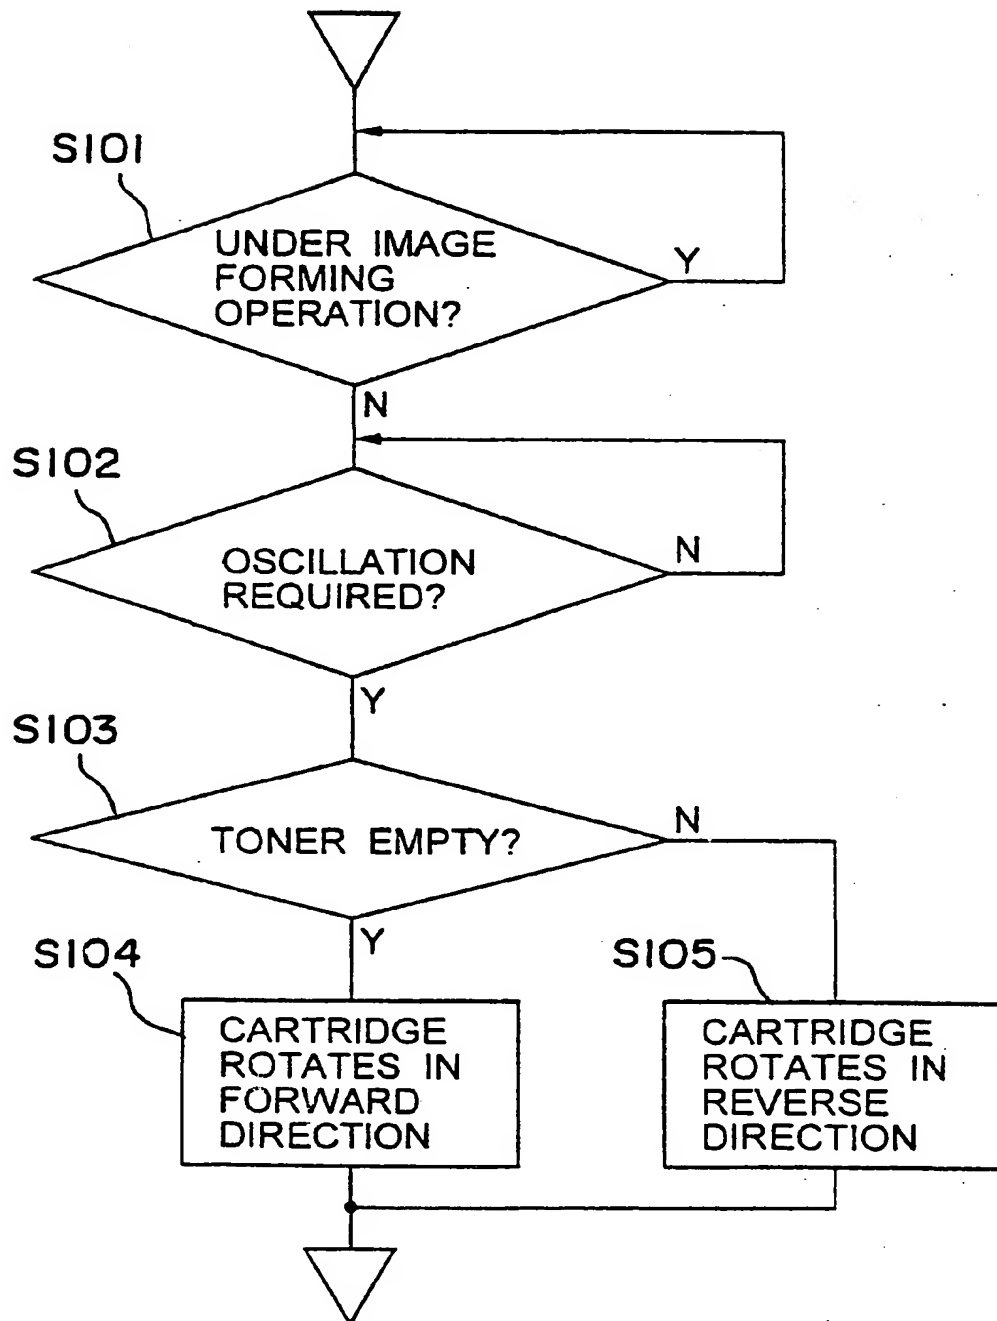 S101
UNDER IMAGE
FORMING
OPERATION?
Y
N
S102
OSCILLATION
REQUIRED?
N
Y
S103
TONER EMPTY?
N
Y
S104
CARTRIDGE
ROTATES IN
FORWARD
DIRECTION
S105
CARTRIDGE
ROTATES IN
REVERSE
DIRECTION